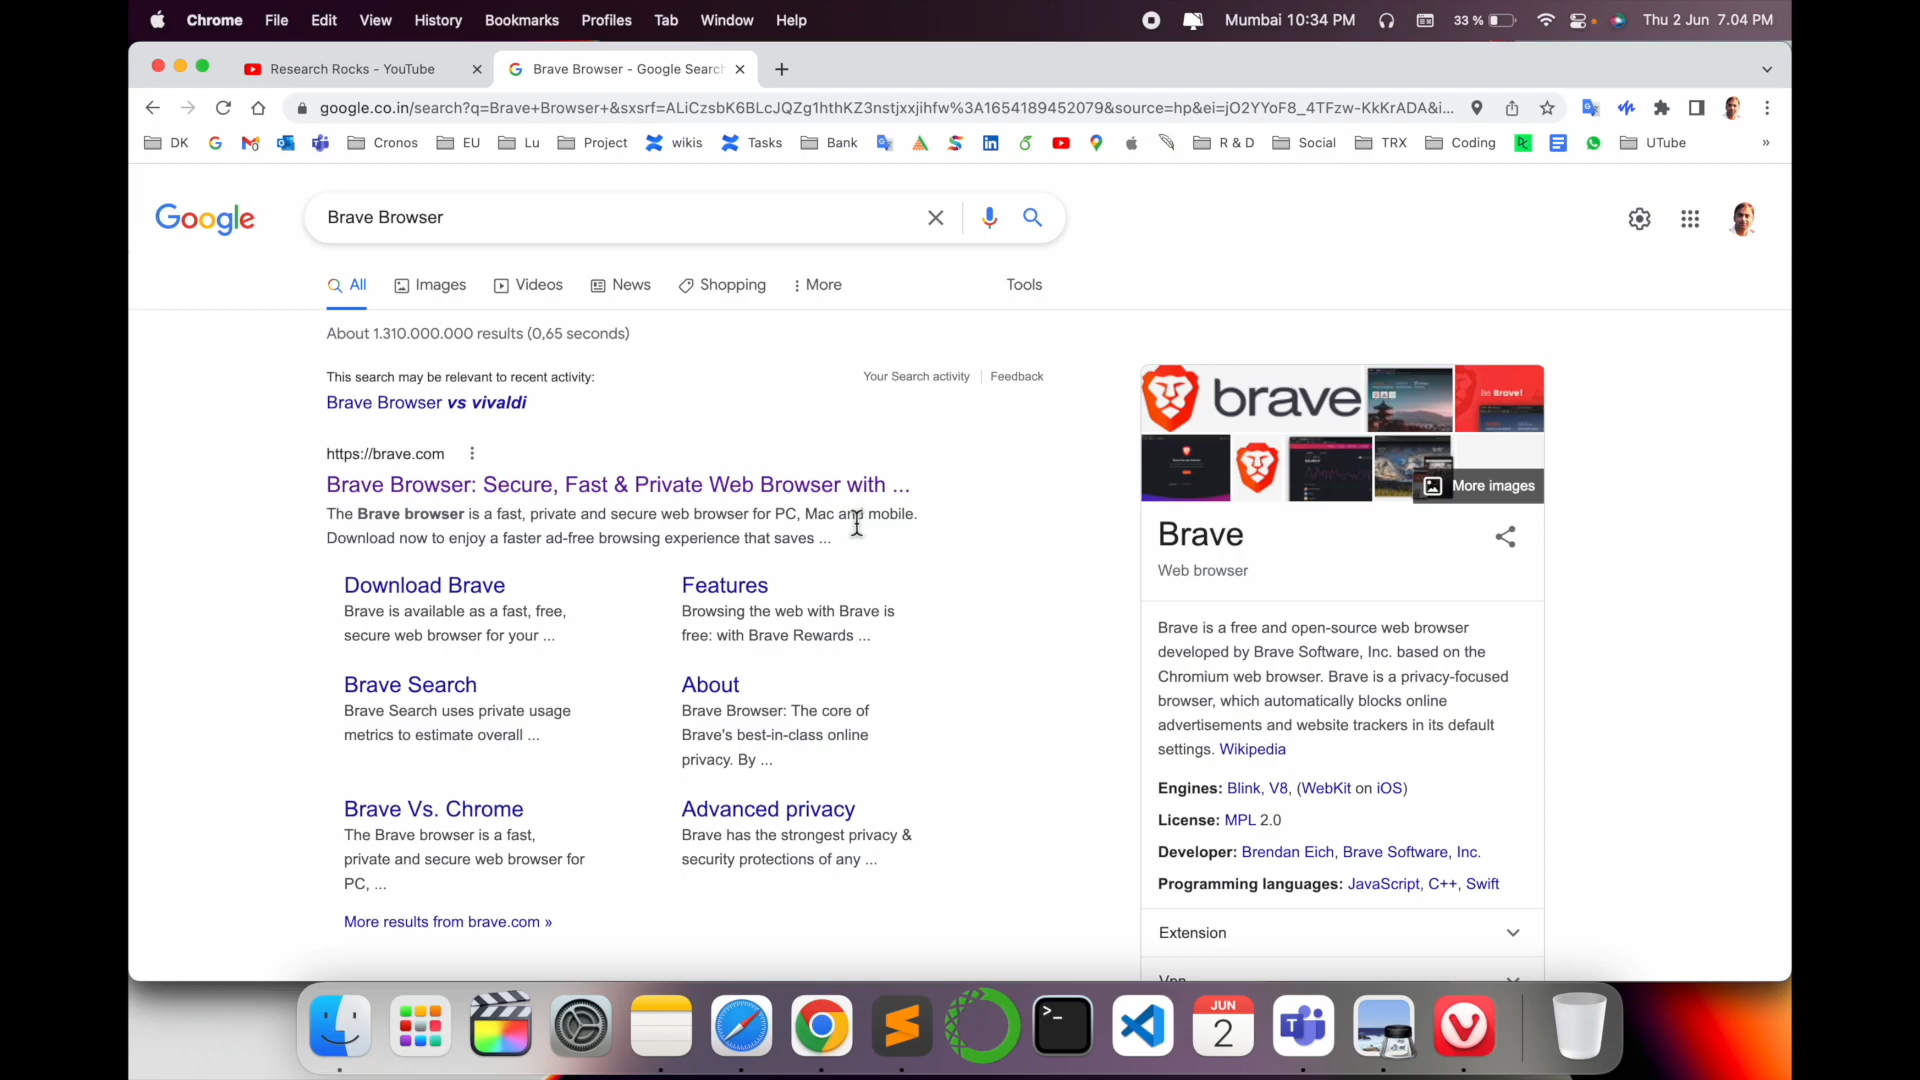 Chrome File Edit View History Bookmarks Profiles Tab Window Help Mumbai 10:34 PM 33 % Thu 2 Jun 7.04 PM
Research Rocks - YouTube Brave Browser - Google Search
google.co.in/search?q=Brave+Browser+&sxsrf=ALiCzsbK6BLcJQZg1hthKZ3nstjxxjihfw%3A1654189452079&source=hp&ei=jO2YYoF8_4TFzw-KkKrADA&i...
DK Cronos EU Lu Project wikis Tasks Bank R & D Social TRX Coding UTube »
Google Brave Browser
All Images Videos News Shopping More Tools
About 1.310.000.000 results (0,65 seconds)
This search may be relevant to recent activity: Your Search activity Feedback
Brave Browser vs vivaldi
https://brave.com
Brave Browser: Secure, Fast & Private Web Browser with ...
The Brave browser is a fast, private and secure web browser for PC, Mac and mobile.
Download now to enjoy a faster ad-free browsing experience that saves ...
Download Brave
Brave is available as a fast, free,
secure web browser for your ...
Features
Browsing the web with Brave is
free: with Brave Rewards ...
Brave Search
Brave Search uses private usage
metrics to estimate overall ...
About
Brave Browser: The core of
Brave's best-in-class online
privacy. By ...
Brave Vs. Chrome
The Brave browser is a fast,
private and secure web browser for
PC, ...
Advanced privacy
Brave has the strongest privacy &
security protections of any ...
More results from brave.com »
brave
Be Brave!
More images
Brave
Web browser
Brave is a free and open-source web browser
developed by Brave Software, Inc. based on the
Chromium web browser. Brave is a privacy-focused
browser, which automatically blocks online
advertisements and website trackers in its default
settings. Wikipedia
Engines: Blink, V8, (WebKit on iOS)
License: MPL 2.0
Developer: Brendan Eich, Brave Software, Inc.
Programming languages: JavaScript, C++, Swift
Extension
Vpn
JUN
2